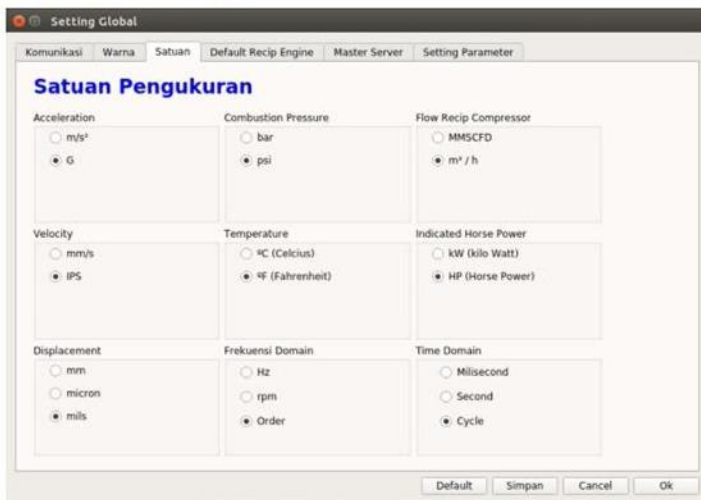 Setting Global
Komunikasi Warna Satuan Default Recip Engine Master Server Setting Parameter
Satuan Pengukuran
Acceleration Combustion Pressure Flow Recip Compressor
m/s² bar MMSCFD
G psi m³ / h
Velocity Temperature Indicated Horse Power
mm/s ºC (Celcius) kW (kilo Watt)
IPS ºF (Fahrenheit) HP (Horse Power)
Displacement Frekuensi Domain Time Domain
mm Hz Milisecond
micron rpm Second
mils Order Cycle
Default Simpan Cancel Ok